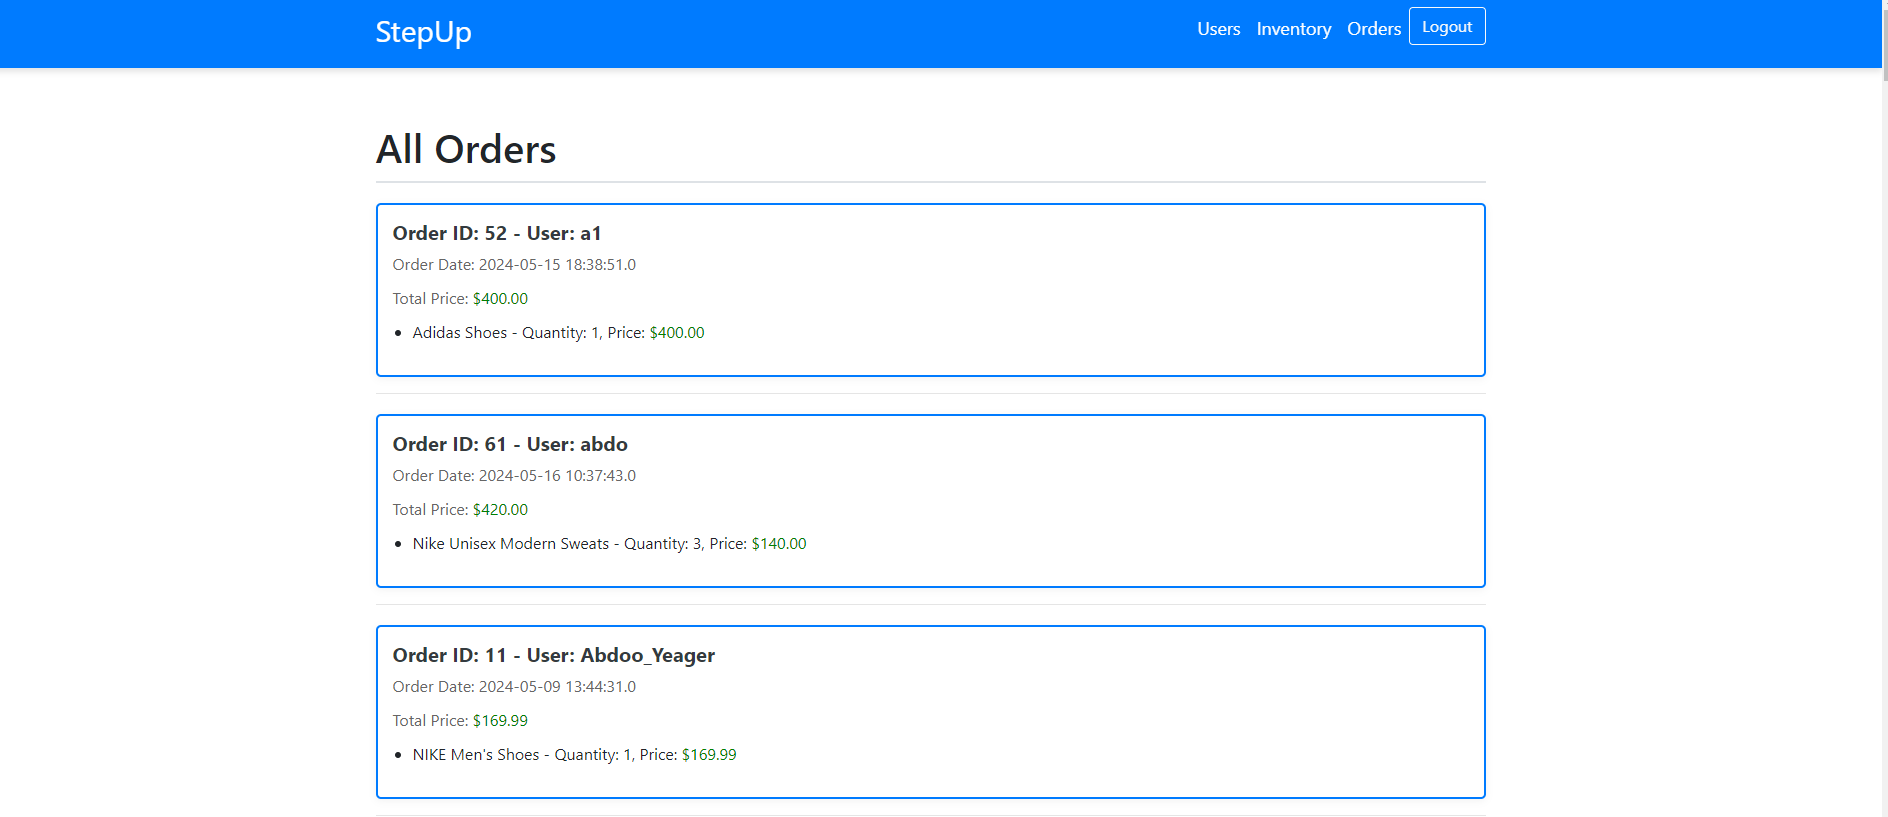 StepUp
Users Inventory Orders Logout
All Orders
Order ID: 52 - User: a1
Order Date: 2024-05-15 18:38:51.0
Total Price: $400.00
• Adidas Shoes - Quantity: 1, Price: $400.00
Order ID: 61 - User: abdo
Order Date: 2024-05-16 10:37:43.0
Total Price: $420.00
• Nike Unisex Modern Sweats - Quantity: 3, Price: $140.00
Order ID: 11 - User: Abdoo_Yeager
Order Date: 2024-05-09 13:44:31.0
Total Price: $169.99
• NIKE Men's Shoes - Quantity: 1, Price: $169.99